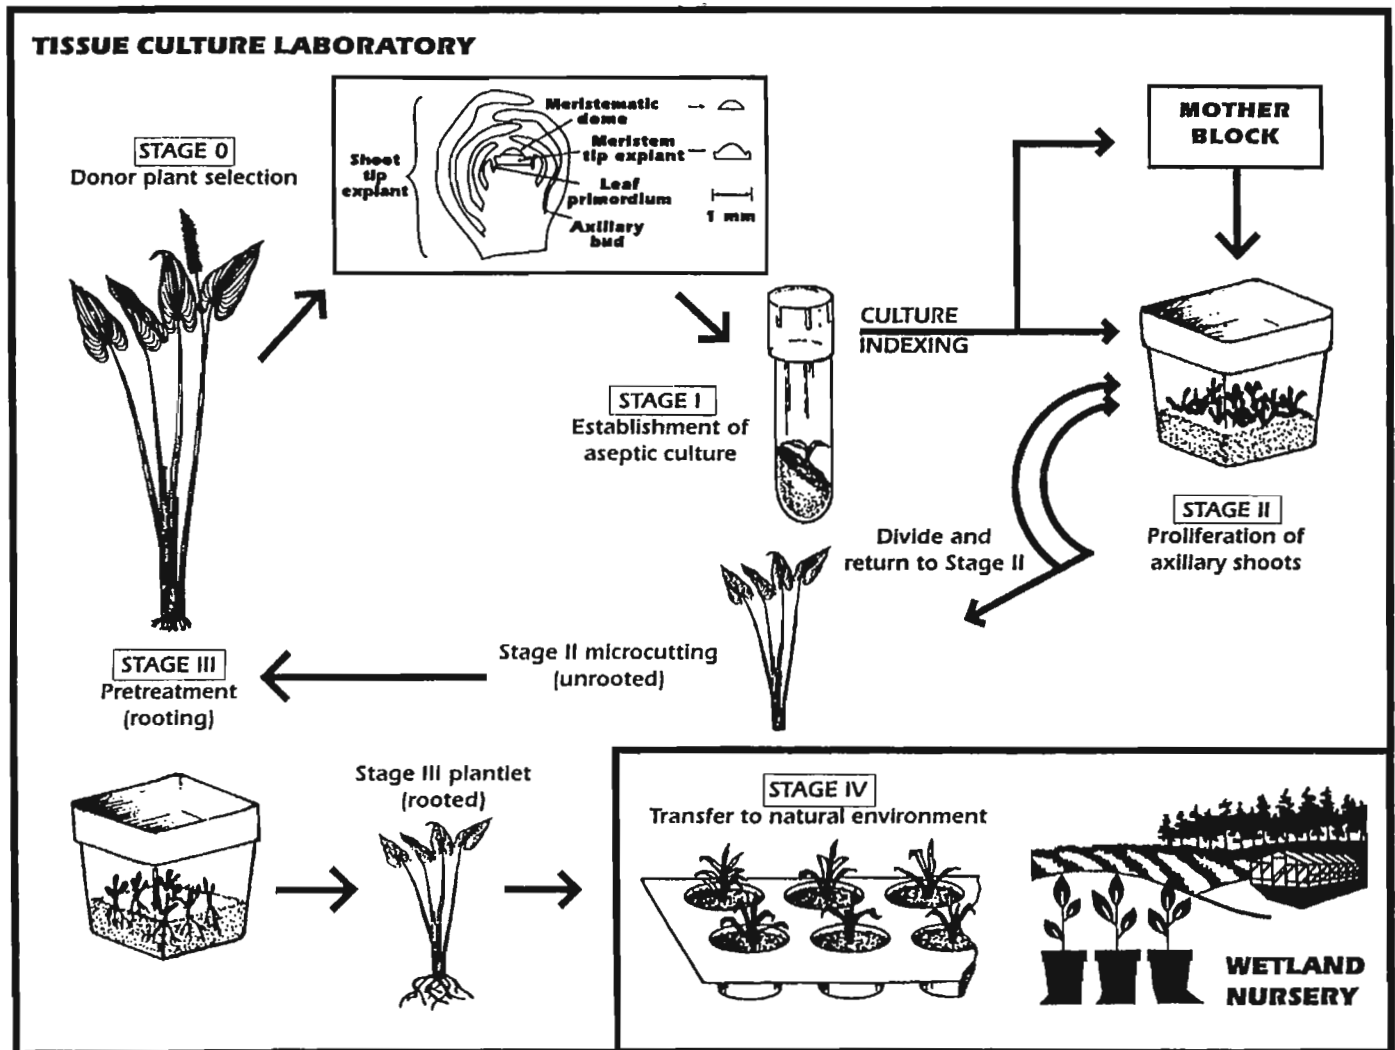 TISSUE CULTURE LABORATORY
STAGE 0
Donor plant selection
Shoot
tip
explant
Meristematic
dome
Meristem
tip explant
Leaf
primordium
Axillary
bud
1 mm
MOTHER
BLOCK
CULTURE
INDEXING
STAGE I
Establishment of
aseptic culture
STAGE II
Proliferation of
axillary shoots
Divide and
return to Stage II
Stage II microcutting
(unrooted)
STAGE III
Pretreatment
(rooting)
Stage III plantlet
(rooted)
STAGE IV
Transfer to natural environment
WETLAND
NURSERY